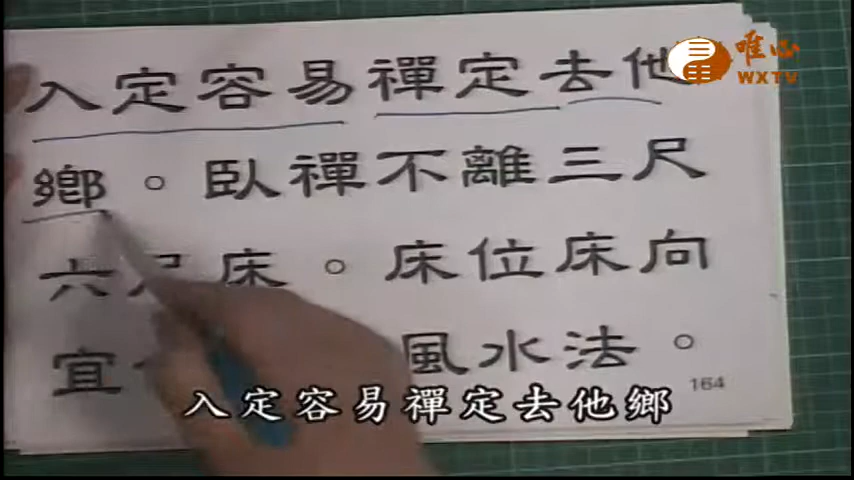 入定容易禪定去他
鄉。臥禪不離三尺
六尺床。床位床向
宜 風水法。
164
入定容易禪定去他鄉
唯心
WXTV